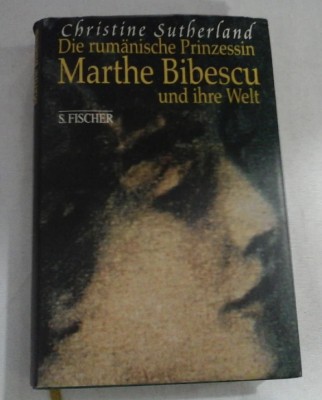 Christine Sutherland
Die rumänische Prinzessin
Marthe Bibescu
und ihre Welt
S. FISCHER